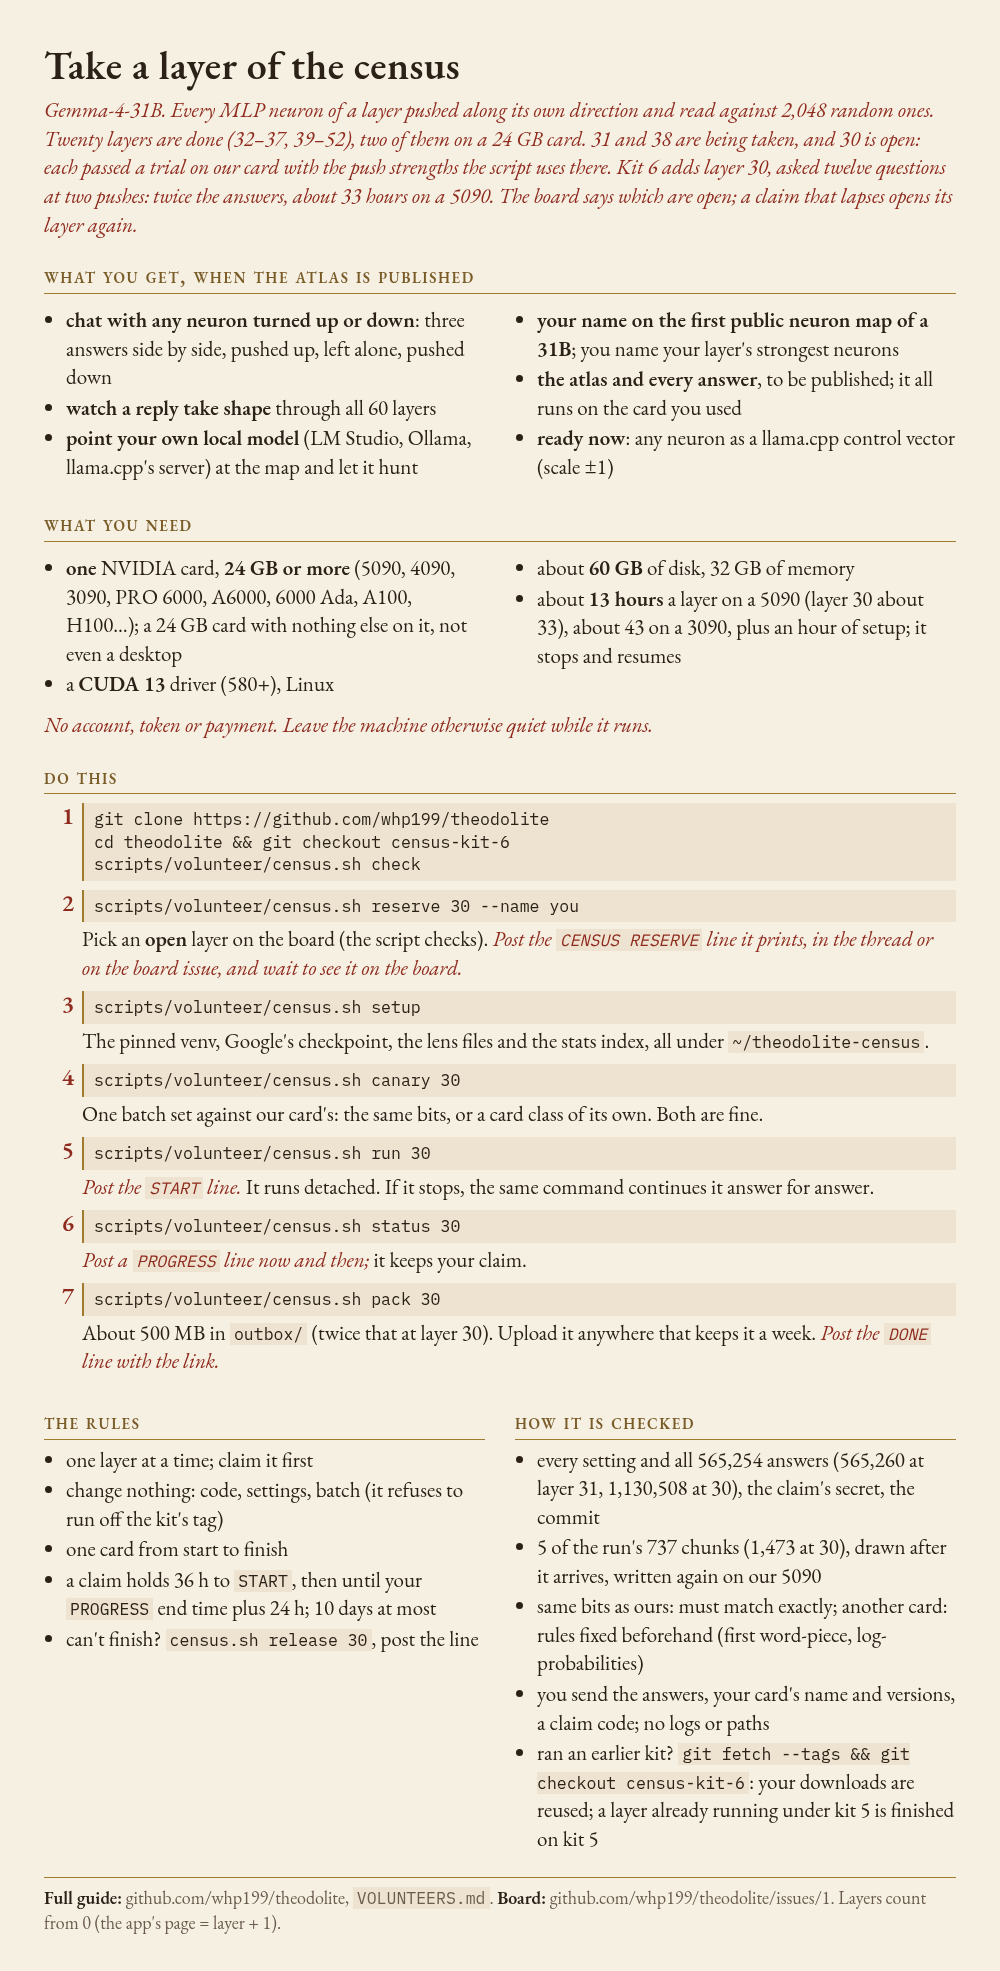 Take a layer of the census
Gemma-4-31B. Every MLP neuron of a layer pushed along its own direction and read against 2,048 random ones.
Twenty layers are done (32–37, 39–52), two of them on a 24 GB card. 31 and 38 are being taken, and 30 is open:
each passed a trial on our card with the push strengths the script uses there. Kit 6 adds layer 30, asked twelve questions
at two pushes: twice the answers, about 33 hours on a 5090. The board says which are open; a claim that lapses opens its
layer again.
WHAT YOU GET, WHEN THE ATLAS IS PUBLISHED
• chat with any neuron turned up or down: three
answers side by side, pushed up, left alone, pushed
down
• watch a reply take shape through all 60 layers
• point your own local model (LM Studio, Ollama,
llama.cpp's server) at the map and let it hunt
• your name on the first public neuron map of a
31B; you name your layer's strongest neurons
• the atlas and every answer, to be published; it all
runs on the card you used
• ready now: any neuron as a llama.cpp control vector
(scale ±1)
WHAT YOU NEED
• one NVIDIA card, 24 GB or more (5090, 4090,
3090, PRO 6000, A6000, 6000 Ada, A100,
H100...); a 24 GB card with nothing else on it, not
even a desktop
• a CUDA 13 driver (580+), Linux
• about 60 GB of disk, 32 GB of memory
• about 13 hours a layer on a 5090 (layer 30 about
33), about 43 on a 3090, plus an hour of setup; it
stops and resumes
No account, token or payment. Leave the machine otherwise quiet while it runs.
DO THIS
1 git clone https://github.com/whp199/theodolite
cd theodolite && git checkout census-kit-6
scripts/volunteer/census.sh check
2 scripts/volunteer/census.sh reserve 30 --name you
Pick an open layer on the board (the script checks). Post the CENSUS RESERVE line it prints, in the thread or
on the board issue, and wait to see it on the board.
3 scripts/volunteer/census.sh setup
The pinned venv, Google's checkpoint, the lens files and the stats index, all under ~/theodolite-census.
4 scripts/volunteer/census.sh canary 30
One batch set against our card's: the same bits, or a card class of its own. Both are fine.
5 scripts/volunteer/census.sh run 30
Post the START line. It runs detached. If it stops, the same command continues it answer for answer.
6 scripts/volunteer/census.sh status 30
Post a PROGRESS line now and then; it keeps your claim.
7 scripts/volunteer/census.sh pack 30
About 500 MB in outbox/ (twice that at layer 30). Upload it anywhere that keeps it a week. Post the DONE
line with the link.
THE RULES
• one layer at a time; claim it first
• change nothing: code, settings, batch (it refuses to
run off the kit's tag)
• one card from start to finish
• a claim holds 36 h to START, then until your
PROGRESS end time plus 24 h; 10 days at most
• can't finish? census.sh release 30, post the line
HOW IT IS CHECKED
• every setting and all 565,254 answers (565,260 at
layer 31, 1,130,508 at 30), the claim's secret, the
commit
• 5 of the run's 737 chunks (1,473 at 30), drawn after
it arrives, written again on our 5090
• same bits as ours: must match exactly; another card:
rules fixed beforehand (first word-piece, log-
probabilities)
• you send the answers, your card's name and versions,
a claim code; no logs or paths
• ran an earlier kit? git fetch --tags && git
checkout census-kit-6: your downloads are
reused; a layer already running under kit 5 is finished
on kit 5
Full guide: github.com/whp199/theodolite, VOLUNTEERS.md. Board: github.com/whp199/theodolite/issues/1. Layers count
from 0 (the app's page = layer + 1).